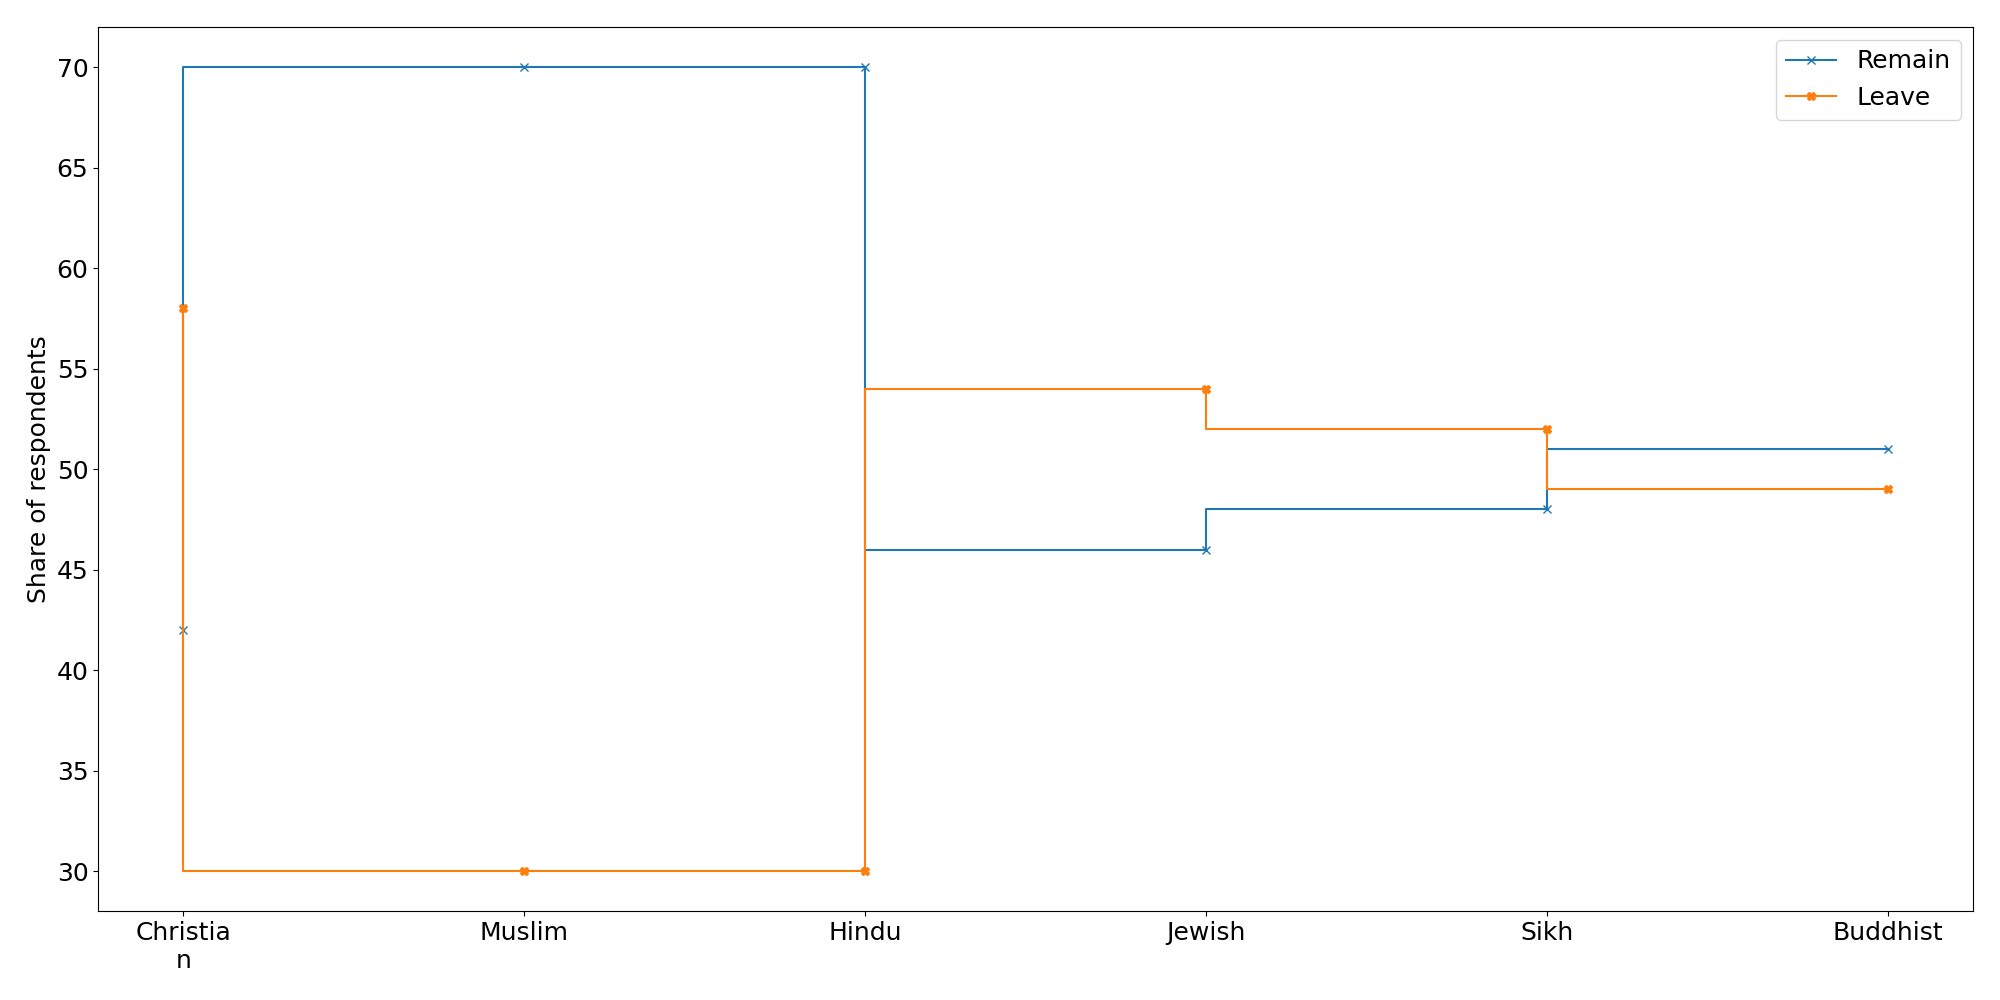 Remain
Leave
Share of respondents
70
65
60
55
50
45
40
35
30
Christia
n
Muslim
Hindu
Jewish
Sikh
Buddhist